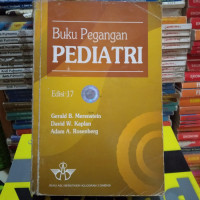 Buku Pegangan
PEDIATRI
Edisi 17
Gerald B. Merenstein
David W. Kaplan
Adam A. Rosenberg